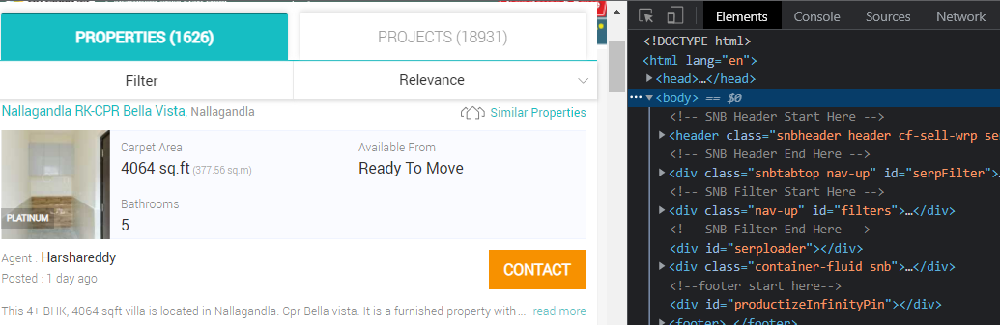 PROPERTIES (1626)
PROJECTS (18931)
Filter
Relevance
Nallagandla RK-CPR Bella Vista, Nallagandla
Similar Properties
Carpet Area
Available From
4064 sq.ft (377.56 sq.m)
Ready To Move
Bathrooms
5
PLATINUM
Agent : Harshareddy
Posted : 1 day ago
CONTACT
This 4+ BHK, 4064 sqft villa is located in Nallagandla. Cpr Bella vista. It is a furnished property with ... read more
Elements Console Sources Network
<!DOCTYPE html>
<html lang="en">
<head>…</head>
<body> == $0
<!-- SNB Header Start Here -->
<header class="snbheader header cf-sell-wrp se
<!-- SNB Header End Here -->
<div class="snbtabtop nav-up" id="serpFilter">…
<!-- SNB Filter Start Here -->
<div class="nav-up" id="filters">…</div>
<!-- SNB Filter End Here -->
<div id="serploader"></div>
<div class="container-fluid snb">…</div>
<!--footer start here-->
<div id="productizeInfinityPin"></div>
<footer>…</footer>